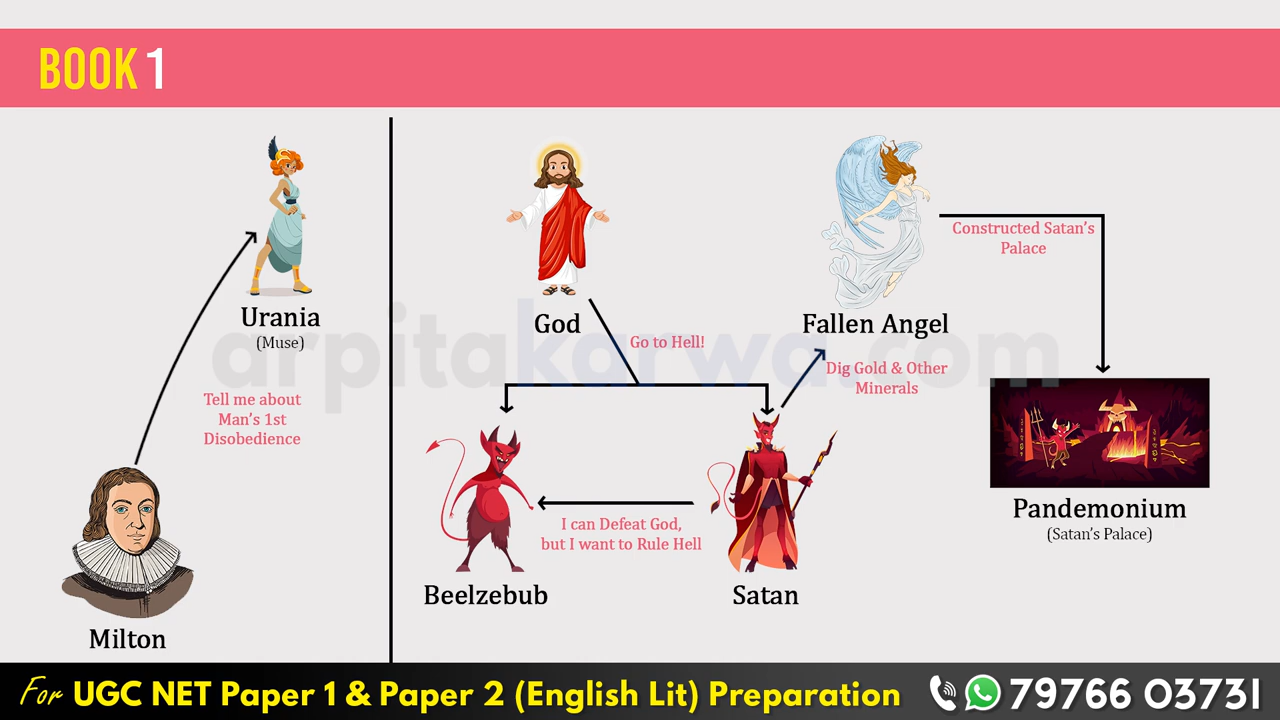 BOOK 1
Urania
(Muse)
Tell me about
Man's 1st
Disobedience
Milton
God
Go to Hell!
Fallen Angel
Constructed Satan's
Palace
Dig Gold & Other
Minerals
I can Defeat God,
but I want to Rule Hell
Beelzebub
Satan
Pandemonium
(Satan's Palace)
arpitakarwa.com
For UGC NET Paper 1 & Paper 2 (English Lit) Preparation
79766 03731